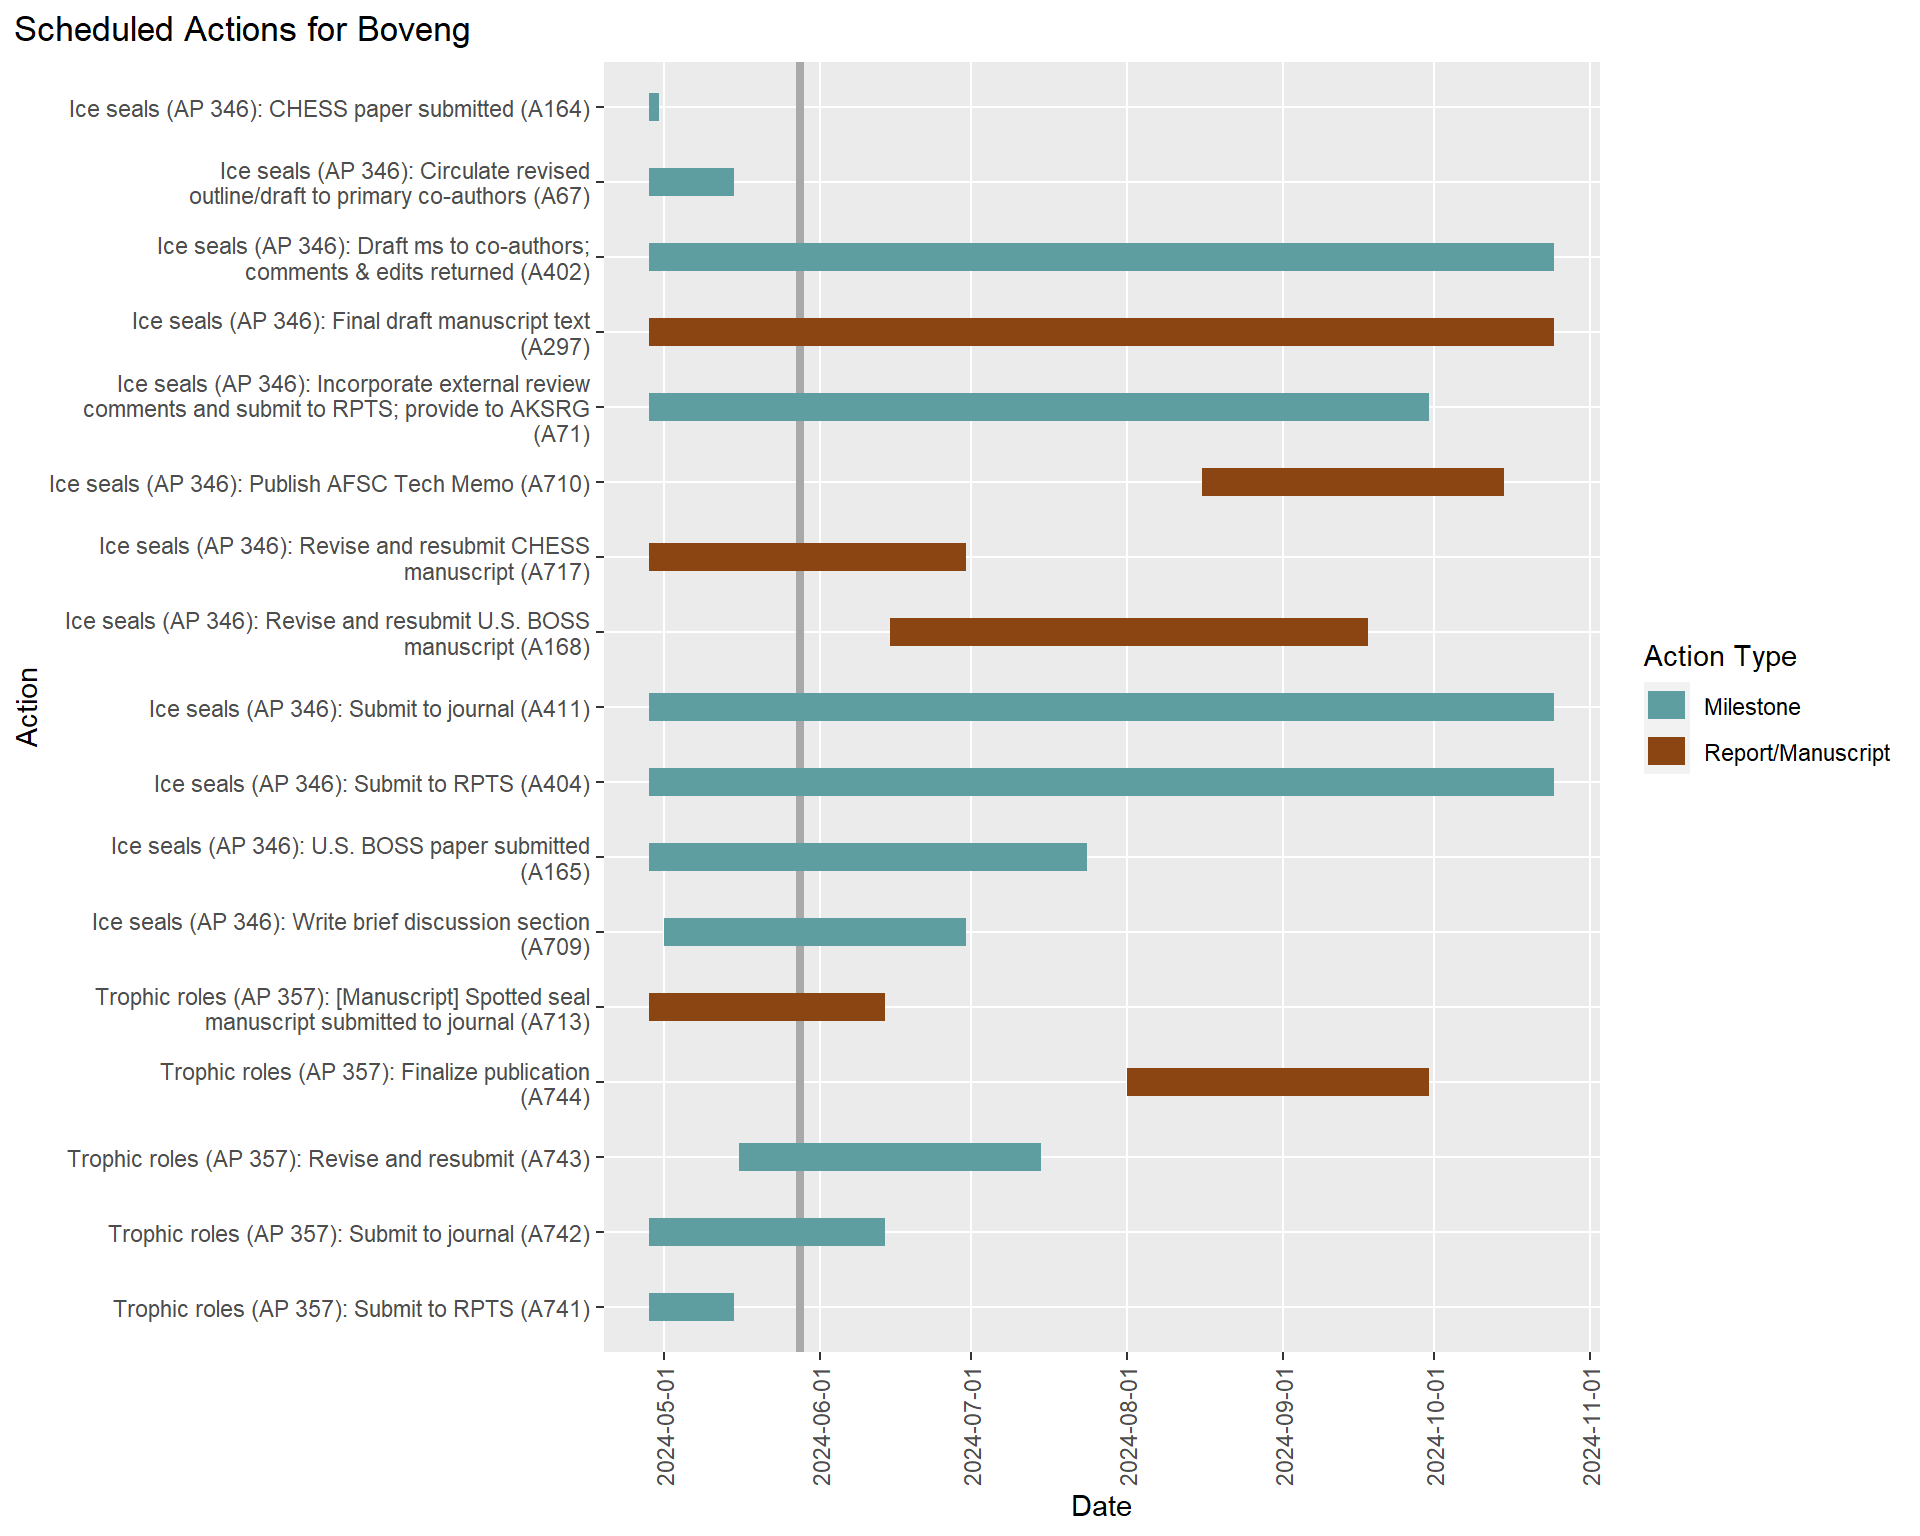 Scheduled Actions for Boveng
Ice seals (AP 346): CHESS paper submitted (A164)
Ice seals (AP 346): Circulate revised
outline/draft to primary co-authors (A67)
Ice seals (AP 346): Draft ms to co-authors;
comments & edits returned (A402)
Ice seals (AP 346): Final draft manuscript text
(A297)
Ice seals (AP 346): Incorporate external review
comments and submit to RPTS; provide to AKSRG
(A71)
Ice seals (AP 346): Publish AFSC Tech Memo (A710)
Ice seals (AP 346): Revise and resubmit CHESS
manuscript (A717)
Ice seals (AP 346): Revise and resubmit U.S. BOSS
manuscript (A168)
Ice seals (AP 346): Submit to journal (A411)
Ice seals (AP 346): Submit to RPTS (A404)
Ice seals (AP 346): U.S. BOSS paper submitted
(A165)
Ice seals (AP 346): Write brief discussion section
(A709)
Trophic roles (AP 357): [Manuscript] Spotted seal
manuscript submitted to journal (A713)
Trophic roles (AP 357): Finalize publication
(A744)
Trophic roles (AP 357): Revise and resubmit (A743)
Trophic roles (AP 357): Submit to journal (A742)
Trophic roles (AP 357): Submit to RPTS (A741)
Action
2024-05-01
2024-06-01
2024-07-01
2024-08-01
2024-09-01
2024-10-01
2024-11-01
Date
Action Type
Milestone
Report/Manuscript